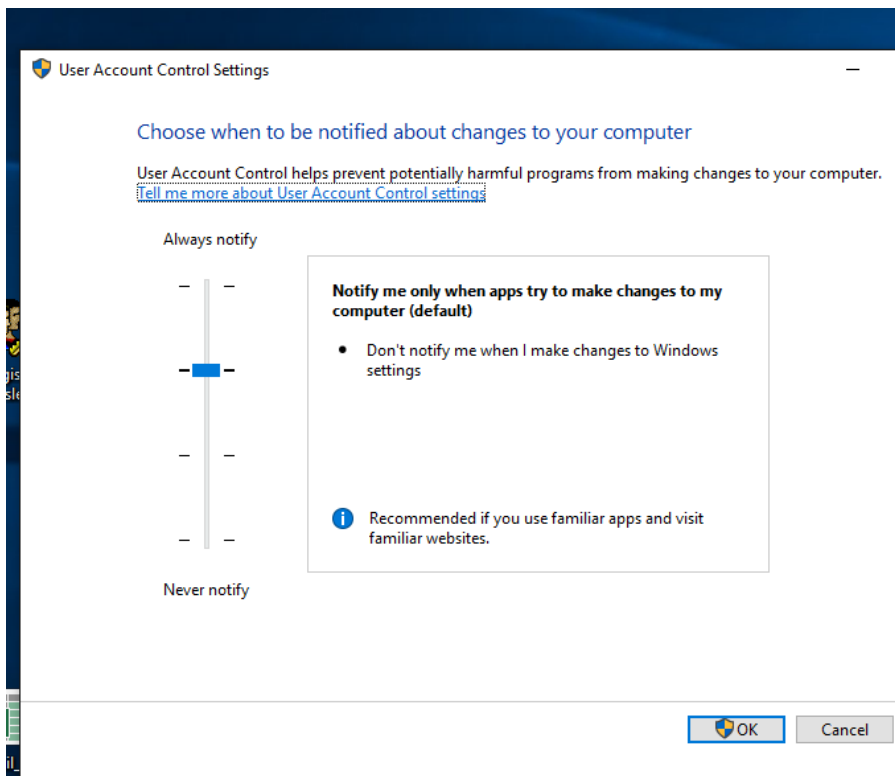 User Account Control Settings
Choose when to be notified about changes to your computer
User Account Control helps prevent potentially harmful programs from making changes to your computer.
Tell me more about User Account Control settings
Always notify
Notify me only when apps try to make changes to my
computer (default)
• Don't notify me when I make changes to Windows
settings
Recommended if you use familiar apps and visit
familiar websites.
Never notify
OK
Cancel